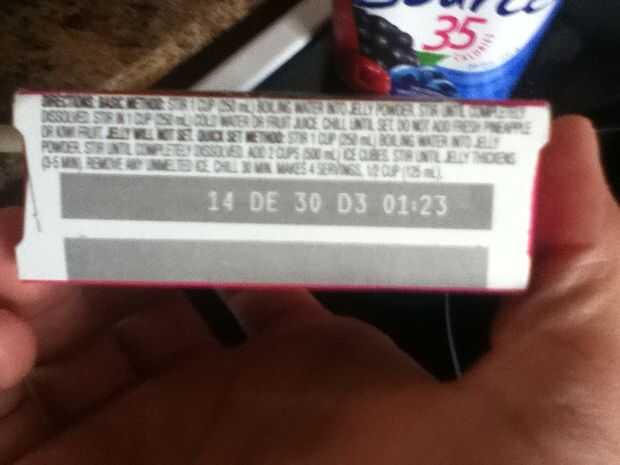 Source
35
CALORIES
DIRECTIONS: BASIC METHOD: STIR 1 CUP (250 mL) BOILING WATER INTO JELLY POWDER. STIR UNTIL COMPLETELY
DISSOLVED. STIR IN 1 CUP (250 mL) COLD WATER OR FRUIT JUICE. CHILL UNTIL SET. DO NOT ADD FRESH PINEAPPLE
OR KIWI FRUIT. JELLY WILL NOT SET. QUICK SET METHOD: STIR 1 CUP (250 mL) BOILING WATER INTO JELLY
POWDER. STIR UNTIL COMPLETELY DISSOLVED. ADD 2 CUPS (500 mL) ICE CUBES. STIR UNTIL JELLY THICKENS
(3-5 MIN). REMOVE ANY UNMELTED ICE. CHILL 30 MIN. MAKES 4 SERVINGS, 1/2 CUP (125 mL).
14 DE 30 D3 01:23